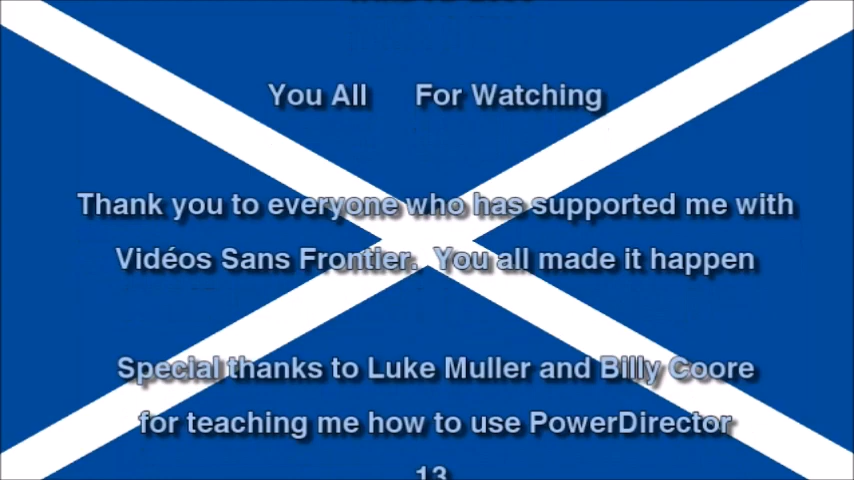 You All For Watching
Thank you to everyone who has supported me with
Vidéos Sans Frontier. You all made it happen
Special thanks to Luke Muller and Billy Coore
for teaching me how to use PowerDirector
13